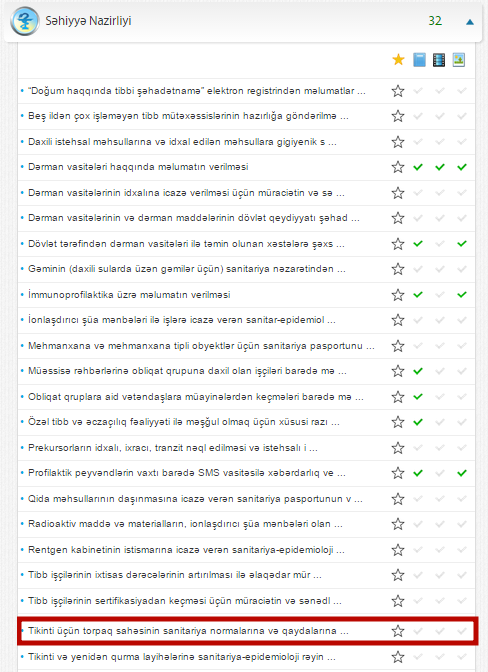 Səhiyyə Nazirliyi 32
• “Doğum haqqında tibbi şəhadətnamə” elektron registrindən məlumatlar ...
• Beş ildən çox işləməyən tibb mütəxəssislərinin hazırlığa göndərilmə ...
• Daxili istehsal məhsullarına və idxal edilən məhsullara gigiyenik s ...
• Dərman vasitələri haqqında məlumatın verilməsi
• Dərman vasitələrinin idxalına icazə verilməsi üçün müraciətin və sə ...
• Dərman vasitələrinin və dərman maddələrinin dövlət qeydiyyatı şəhad ...
• Dövlət tərəfindən dərman vasitələri ilə təmin olunan xəstələrə şəxs ...
• Gəminin (daxili sularda üzən gəmilər üçün) sanitariya nəzarətindən ...
• İmmunoprofilaktika üzrə məlumatın verilməsi
• İonlaşdırıcı şüa mənbələri ilə işlərə icazə verən sanitar-epidemiol ...
• Mehmanxana və mehmanxana tipli obyektlər üçün sanitariya pasportunu ...
• Müəssisə rəhbərlərinə obliqat qrupuna daxil olan işçiləri barədə mə ...
• Obliqat qruplara aid vətəndaşlara müayinələrdən keçmələri barədə mə ...
• Özəl tibb və əczaçılıq fəaliyyəti ilə məşğul olmaq üçün xüsusi razı ...
• Prekursorların idxalı, ixracı, tranzit nəql edilməsi və istehsalı i ...
• Profilaktik peyvəndlərin vaxtı barədə SMS vasitəsilə xəbərdarlıq ve ...
• Qida məhsullarının daşınmasına icazə verən sanitariya pasportunun v ...
• Radioaktiv maddə və materialların, ionlaşdırıcı şüa mənbələri olan ...
• Rentgen kabinetinin istismarına icazə verən sanitariya-epidemioloji ...
• Tibb işçilərinin ixtisas dərəcələrinin artırılması ilə əlaqədar mür ...
• Tibb işçilərinin sertifikasiyadan keçməsi üçün müraciətin və sənədl ...
• Tikinti üçün torpaq sahəsinin sanitariya normalarına və qaydalarına ...
• Tikinti və yenidən qurma layihələrinə sanitariya-epidemioloji rəyin ...